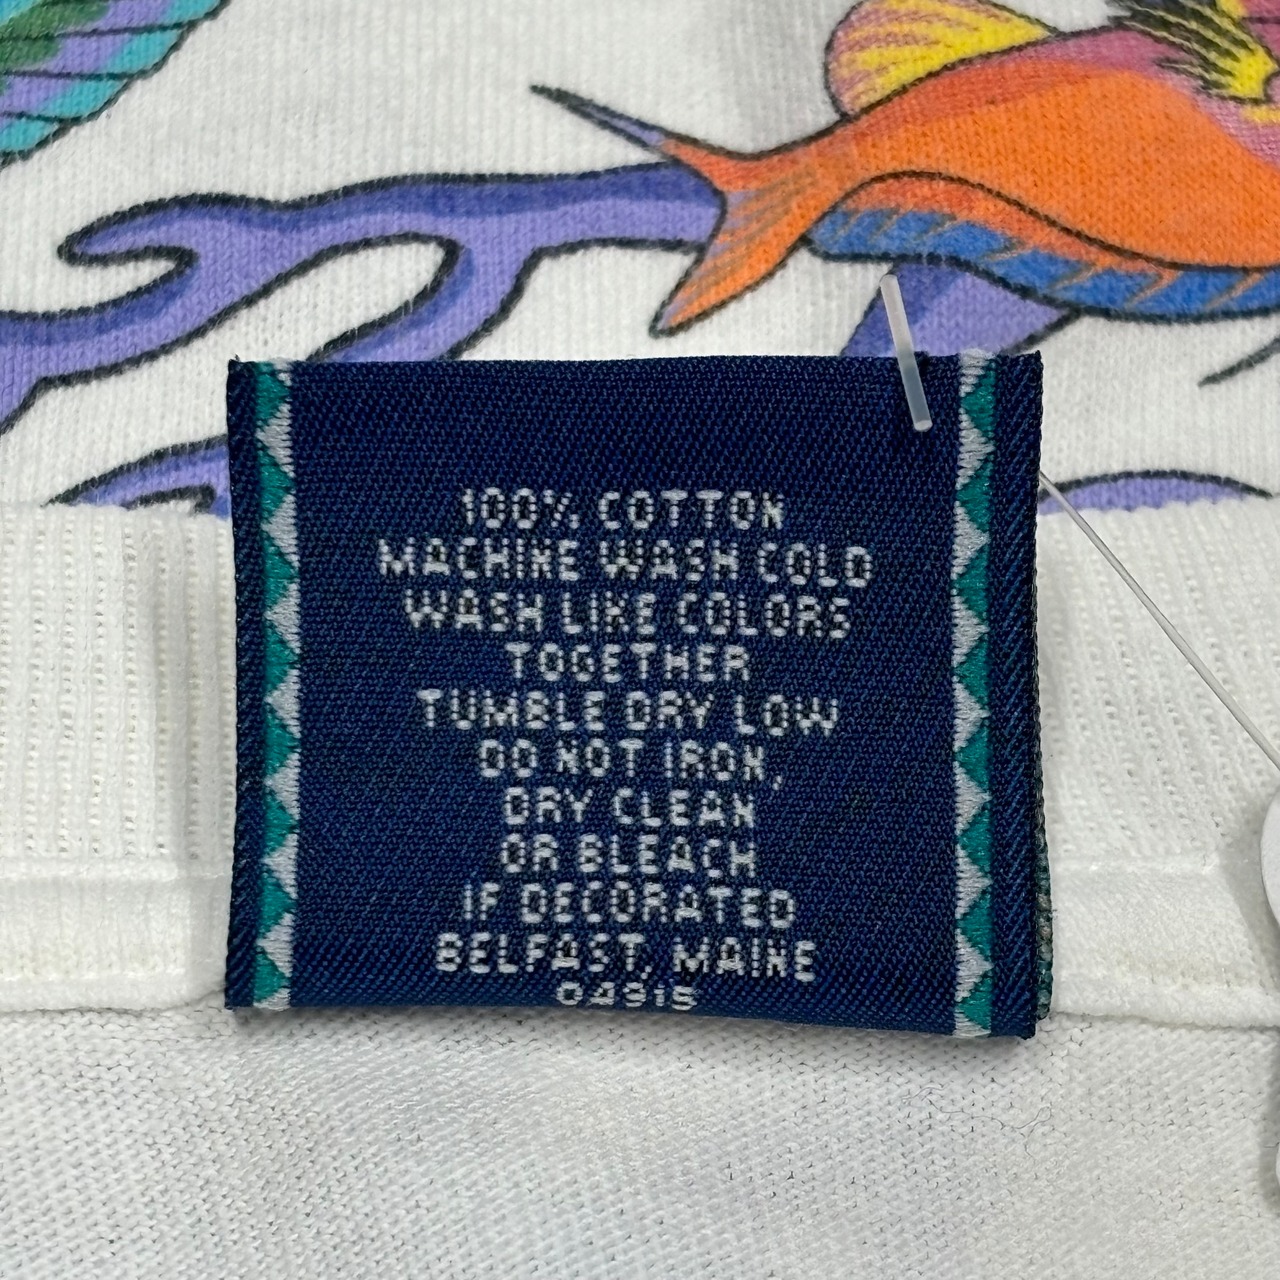 100% COTTON
MACHINE WASH COLD
WASH LIKE COLORS
TOGETHER
TUMBLE DRY LOW
DO NOT IRON,
DRY CLEAN
OR BLEACH
IF DECORATED
BELFAST, MAINE
OASIS